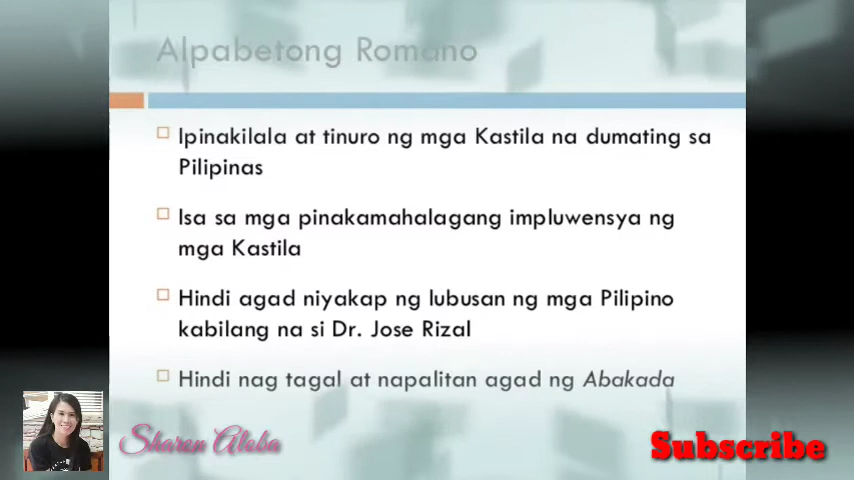 Alpabetong Romano
Ipinakilala at tinuro ng mga Kastila na dumating sa
Pilipinas
Isa sa mga pinakamahalagang impluwensya ng
mga Kastila
Hindi agad niyakap ng lubusan ng mga Pilipino
kabilang na si Dr. Jose Rizal
Hindi nag tagal at napalitan agad ng Abakada
Sharon Aloba
Subscribe